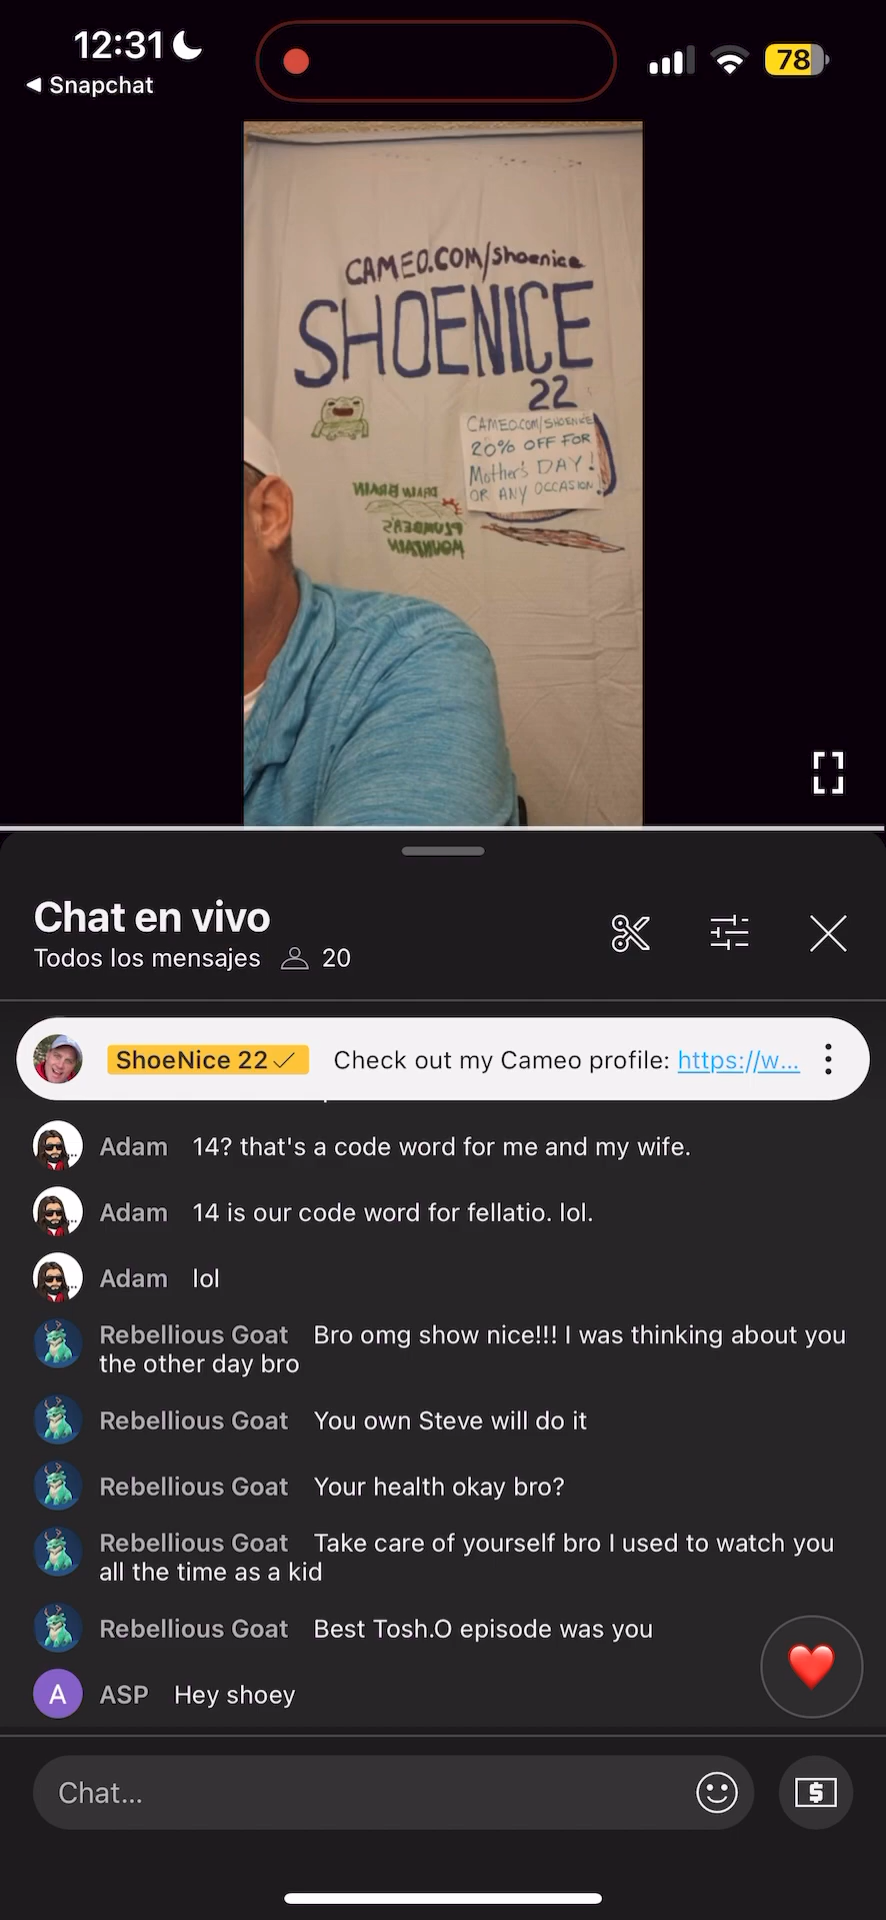 12:31
78
Snapchat
CAMEO.COM/shoenice
SHOENICE
22
CAMEO.com/SHOENICE
20% OFF FOR
Mother's DAY!
OR ANY OCCASION!
DRAIN BRAIN
PLUMBER'S
MOUNTAIN
Chat en vivo
Todos los mensajes 20
ShoeNice 22 Check out my Cameo profile: https://w...
Adam 14? that's a code word for me and my wife.
Adam 14 is our code word for fellatio. lol.
Adam lol
Rebellious Goat Bro omg show nice!!! I was thinking about you
the other day bro
Rebellious Goat You own Steve will do it
Rebellious Goat Your health okay bro?
Rebellious Goat Take care of yourself bro I used to watch you
all the time as a kid
Rebellious Goat Best Tosh.O episode was you
A ASP Hey shoey
Chat...
$